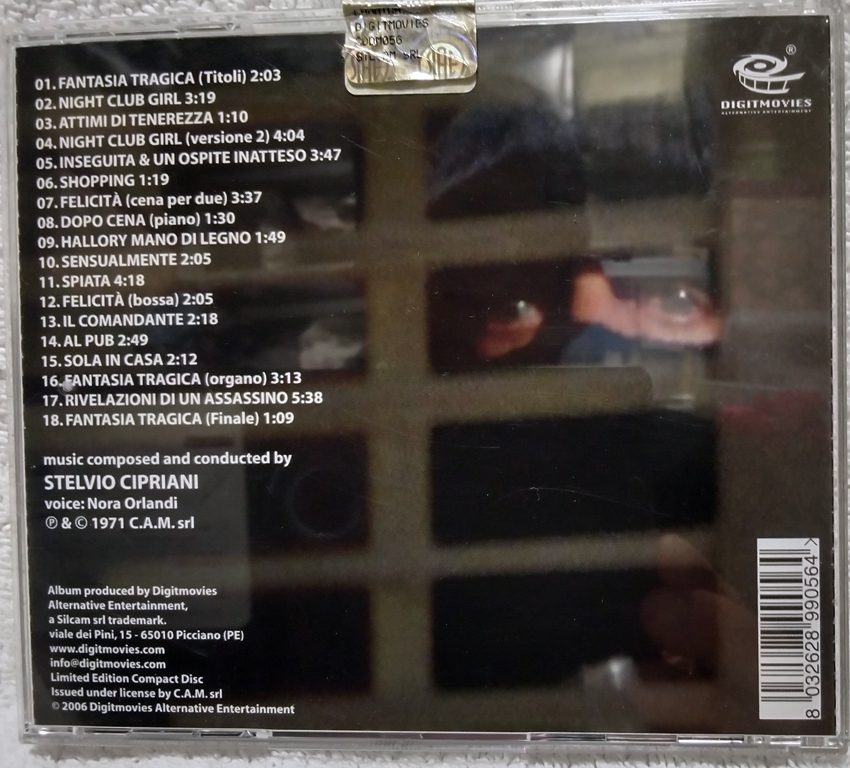 DIGITMOVIES
CDDM056
SILCAM SRL
®
DIGITMOVIES
ALTERNATIVE ENTERTAINMENT
01. FANTASIA TRAGICA (Titoli) 2:03
02. NIGHT CLUB GIRL 3:19
03. ATTIMI DI TENEREZZA 1:10
04. NIGHT CLUB GIRL (versione 2) 4:04
05. INSEGUITA & UN OSPITE INATTESO 3:47
06. SHOPPING 1:19
07. FELICITÀ (cena per due) 3:37
08. DOPO CENA (piano) 1:30
09. HALLORY MANO DI LEGNO 1:49
10. SENSUALMENTE 2:05
11. SPIATA 4:18
12. FELICITÀ (bossa) 2:05
13. IL COMANDANTE 2:18
14. AL PUB 2:49
15. SOLA IN CASA 2:12
16. FANTASIA TRAGICA (organo) 3:13
17. RIVELAZIONI DI UN ASSASSINO 5:38
18. FANTASIA TRAGICA (Finale) 1:09
music composed and conducted by
STELVIO CIPRIANI
voice: Nora Orlandi
℗ & © 1971 C.A.M. srl
Album produced by Digitmovies
Alternative Entertainment,
a Silcam srl trademark.
viale dei Pini, 15 - 65010 Picciano (PE)
www.digitmovies.com
info@digitmovies.com
Limited Edition Compact Disc
Issued under license by C.A.M. srl
© 2006 Digitmovies Alternative Entertainment
8 032628 990564 >